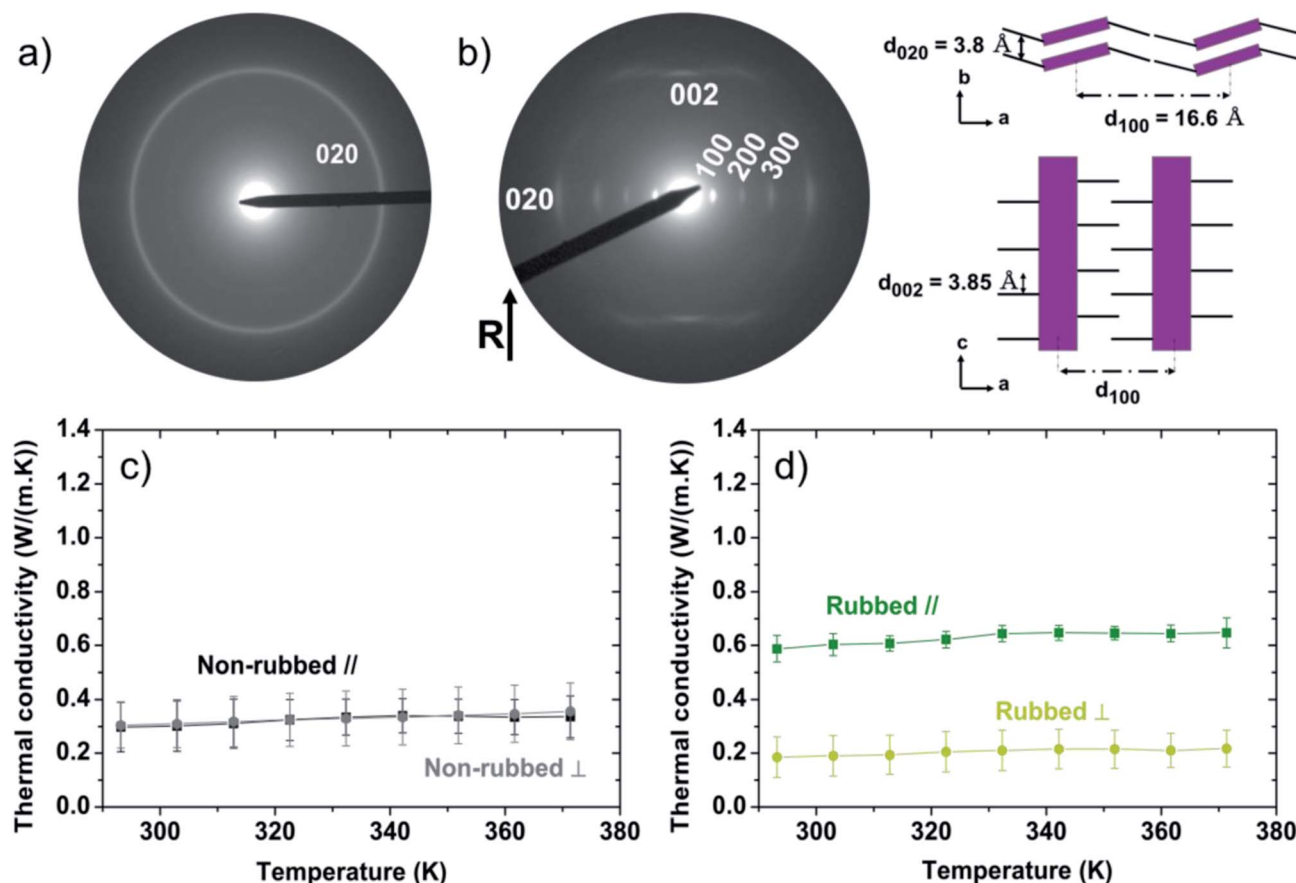 a)
020
b)
002
100
200
300
020
R
d020 = 3.8 Å
b
a
d100 = 16.6 Å
d002 = 3.85 Å
c
a
d100
c)
Thermal conductivity (W/(m.K))
1.4
1.2
1.0
0.8
0.6
0.4
0.2
0.0
Non-rubbed //
Non-rubbed ⊥
300 320 340 360 380
Temperature (K)
d)
Thermal conductivity (W/(m.K))
1.4
1.2
1.0
0.8
0.6
0.4
0.2
0.0
Rubbed //
Rubbed ⊥
300 320 340 360 380
Temperature (K)